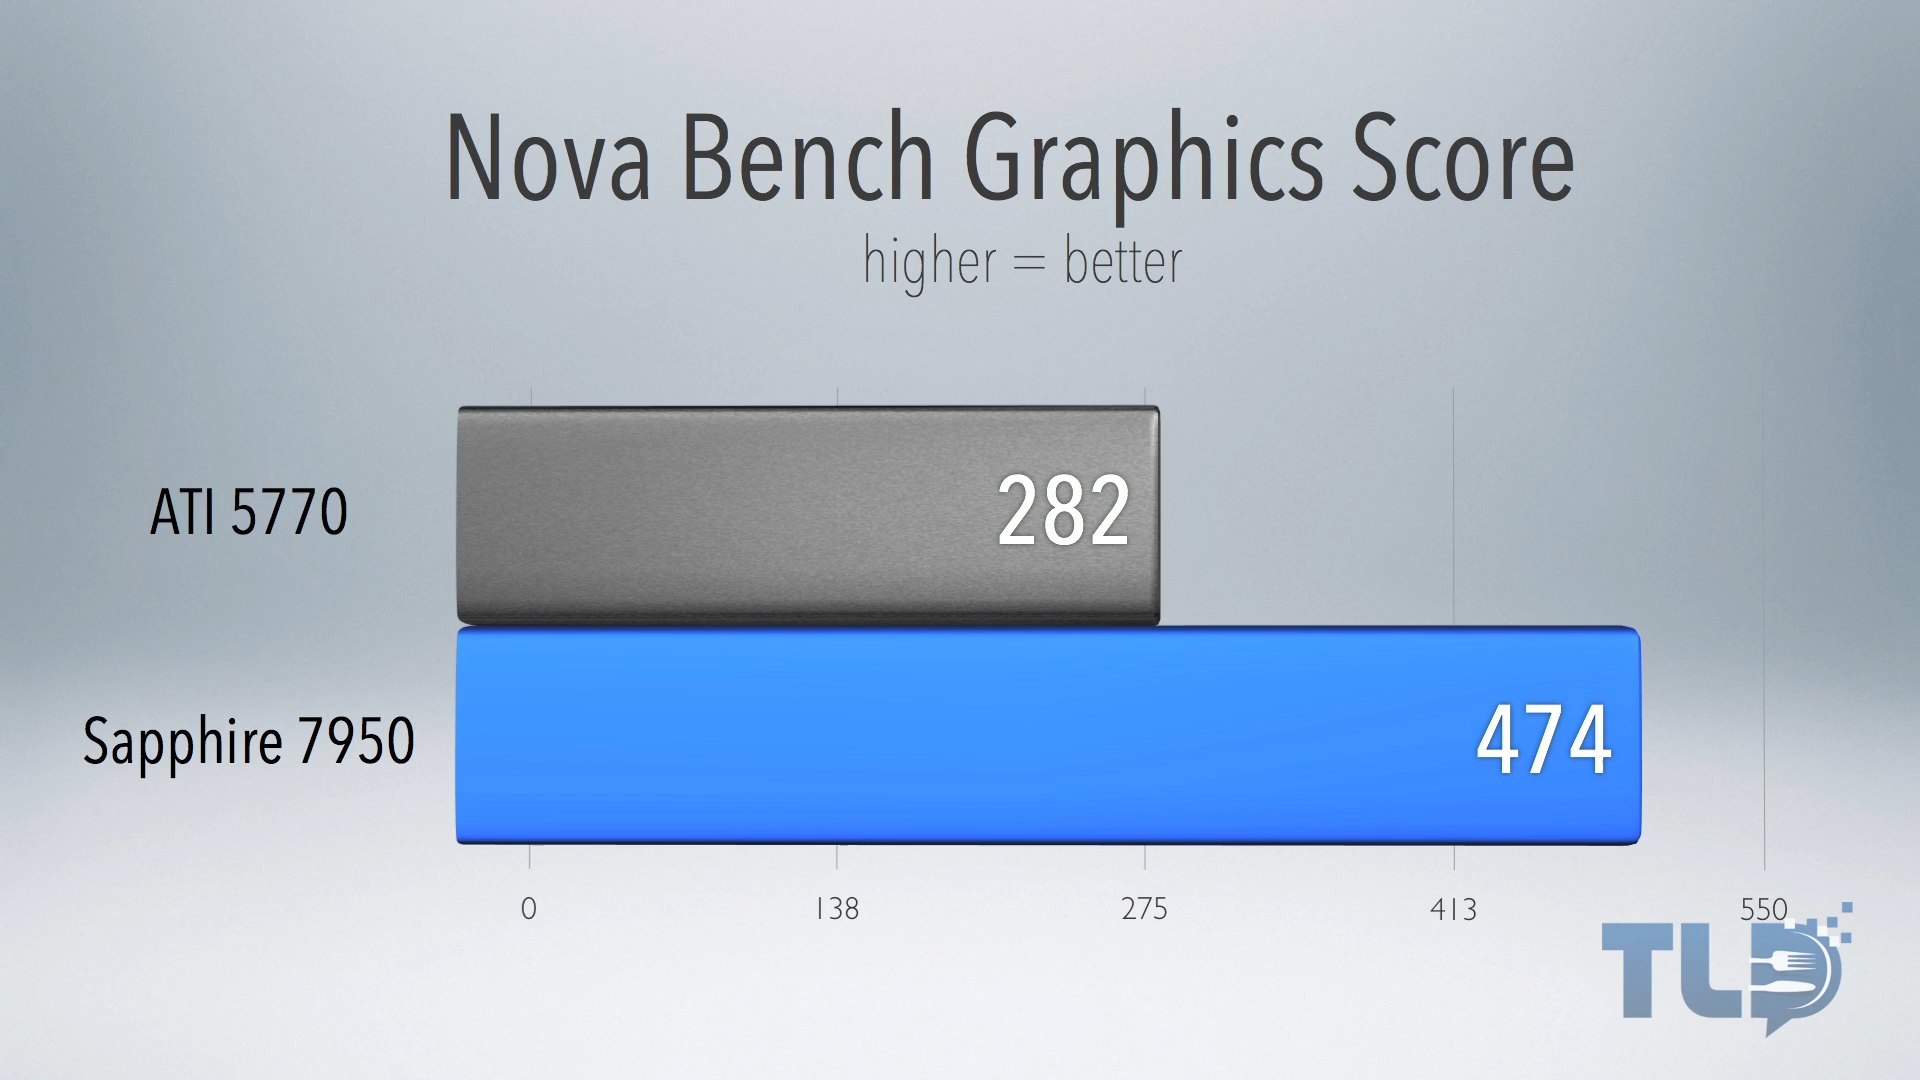 Nova Bench Graphics Score
higher = better
ATI 5770
282
Sapphire 7950
474
0 138 275 413 550
TLD